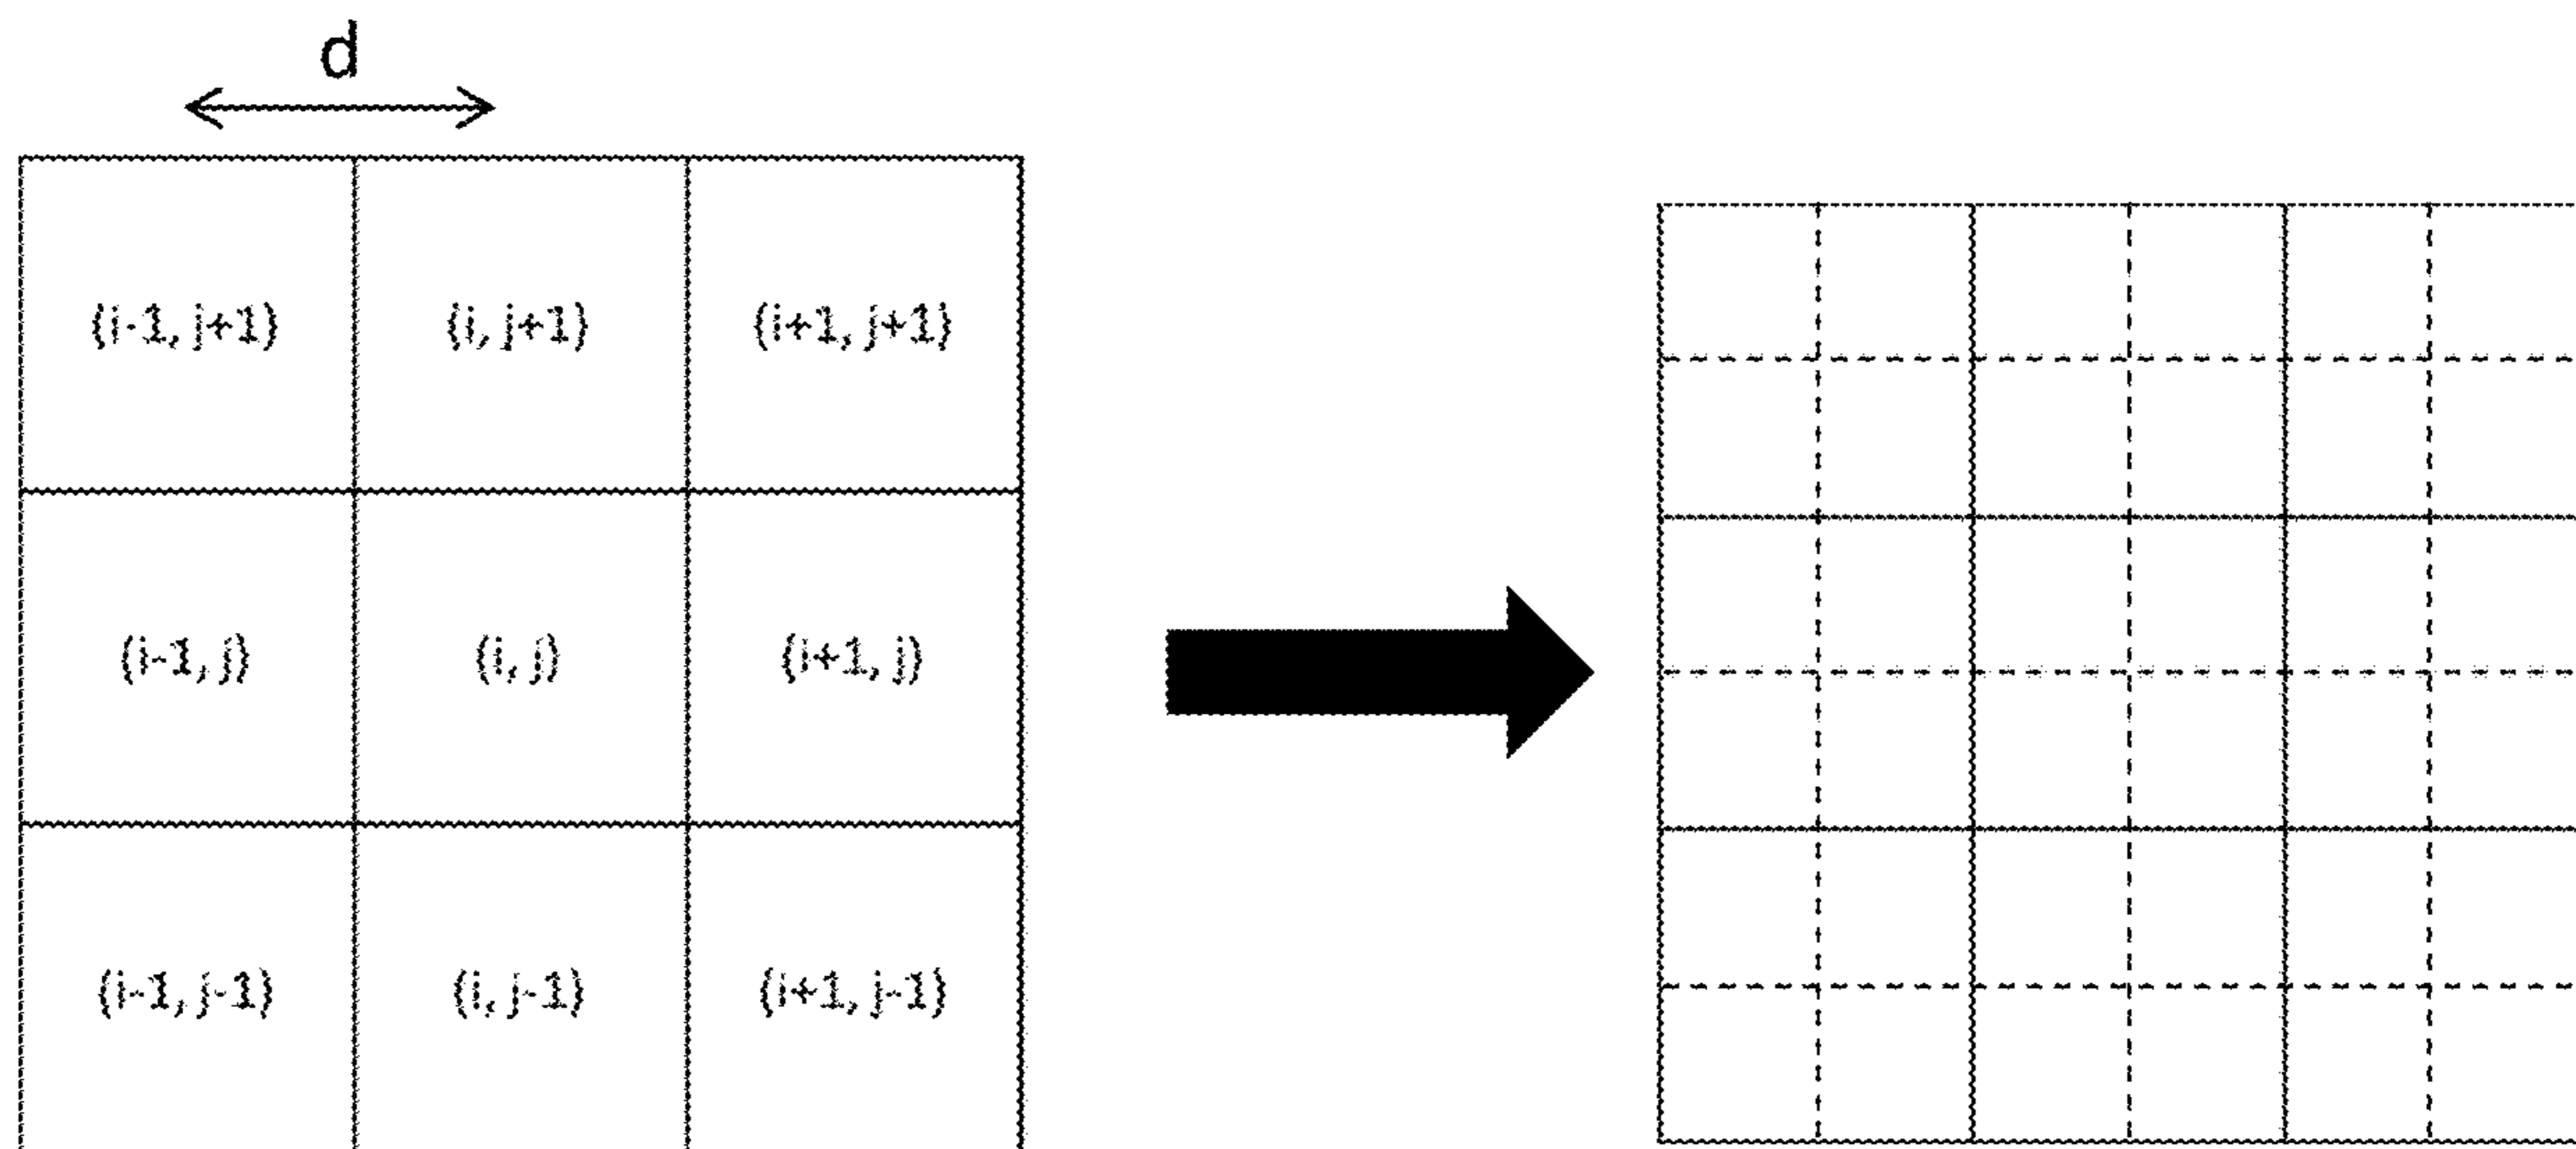 d
(i-1, j+1) (i, j+1) (i+1, j+1)
(i-1, j) (i, j) (i+1, j)
(i-1, j-1) (i, j-1) (i+1, j-1)